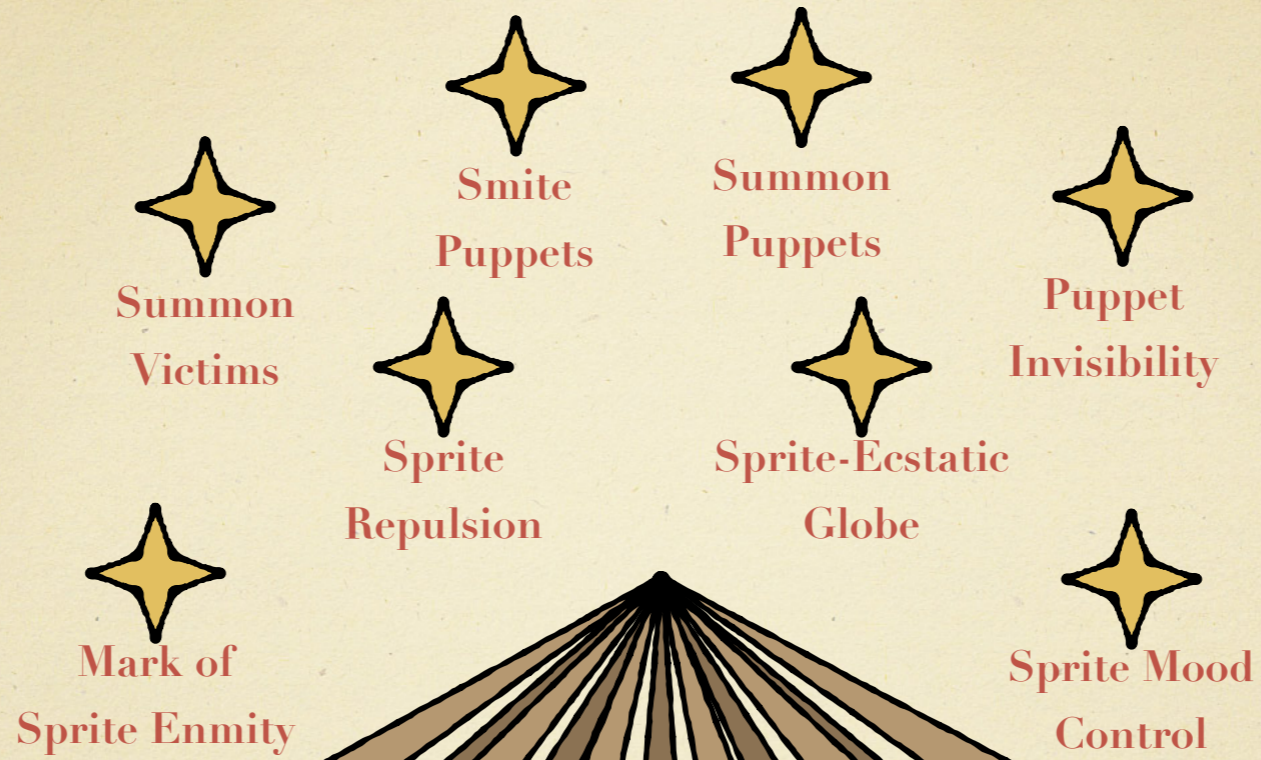 Smite
Puppets
Summon
Puppets
Summon
Victims
Puppet
Invisibility
Sprite
Repulsion
Sprite-Ecstatic
Globe
Mark of
Sprite Enmity
Sprite Mood
Control